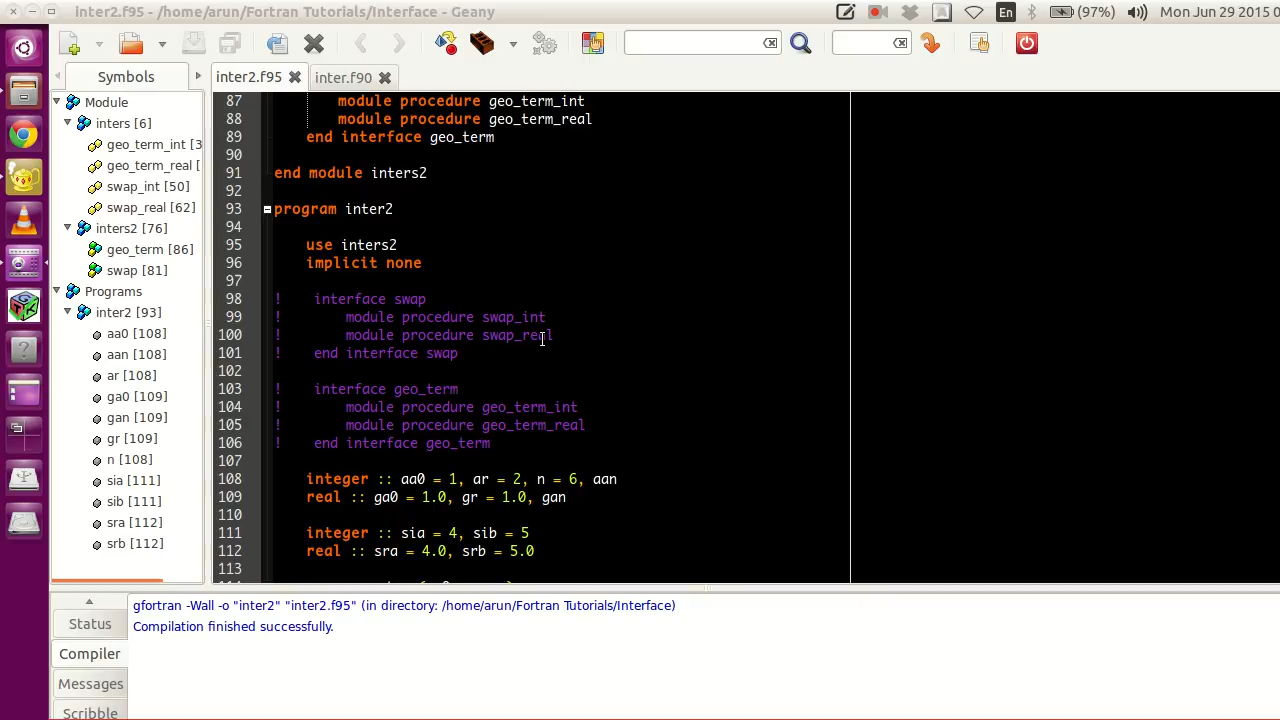 inter2.f95 - /home/arun/Fortran Tutorials/Interface - Geany
En
(97%)
Mon Jun 29 2015 0
Symbols
inter2.f95
inter.f90
Module
inters [6]
geo_term_int [3
geo_term_real [
swap_int [50]
swap_real [62]
inters2 [76]
geo_term [86]
swap [81]
Programs
inter2 [93]
aa0 [108]
aan [108]
ar [108]
ga0 [109]
gan [109]
gr [109]
n [108]
sia [111]
sib [111]
sra [112]
srb [112]
87 module procedure geo_term_int
88 module procedure geo_term_real
89 end interface geo_term
90
91 end module inters2
92
93 program inter2
94
95 use inters2
96 implicit none
97
98 ! interface swap
99 ! module procedure swap_int
100 ! module procedure swap_real
101 ! end interface swap
102
103 ! interface geo_term
104 ! module procedure geo_term_int
105 ! module procedure geo_term_real
106 ! end interface geo_term
107
108 integer :: aa0 = 1, ar = 2, n = 6, aan
109 real :: ga0 = 1.0, gr = 1.0, gan
110
111 integer :: sia = 4, sib = 5
112 real :: sra = 4.0, srb = 5.0
113
Status
Compiler
Messages
Scribble
gfortran -Wall -o "inter2" "inter2.f95" (in directory: /home/arun/Fortran Tutorials/Interface)
Compilation finished successfully.